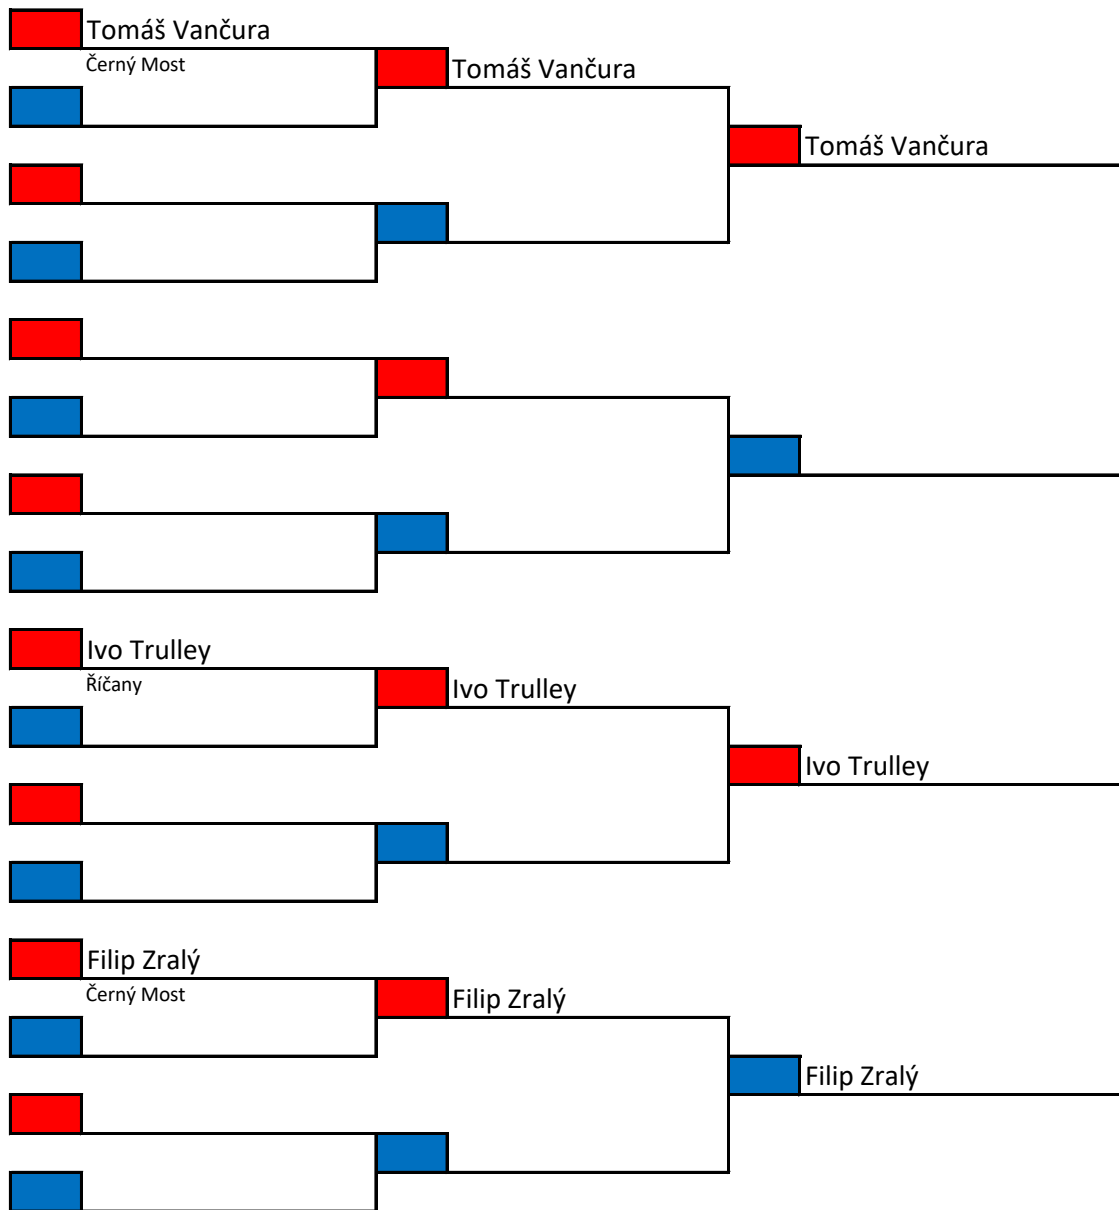 Tomáš Vančura
Černý Most
Tomáš Vančura
Tomáš Vančura
Ivo Trulley
Říčany
Ivo Trulley
Ivo Trulley
Filip Zralý
Černý Most
Filip Zralý
Filip Zralý